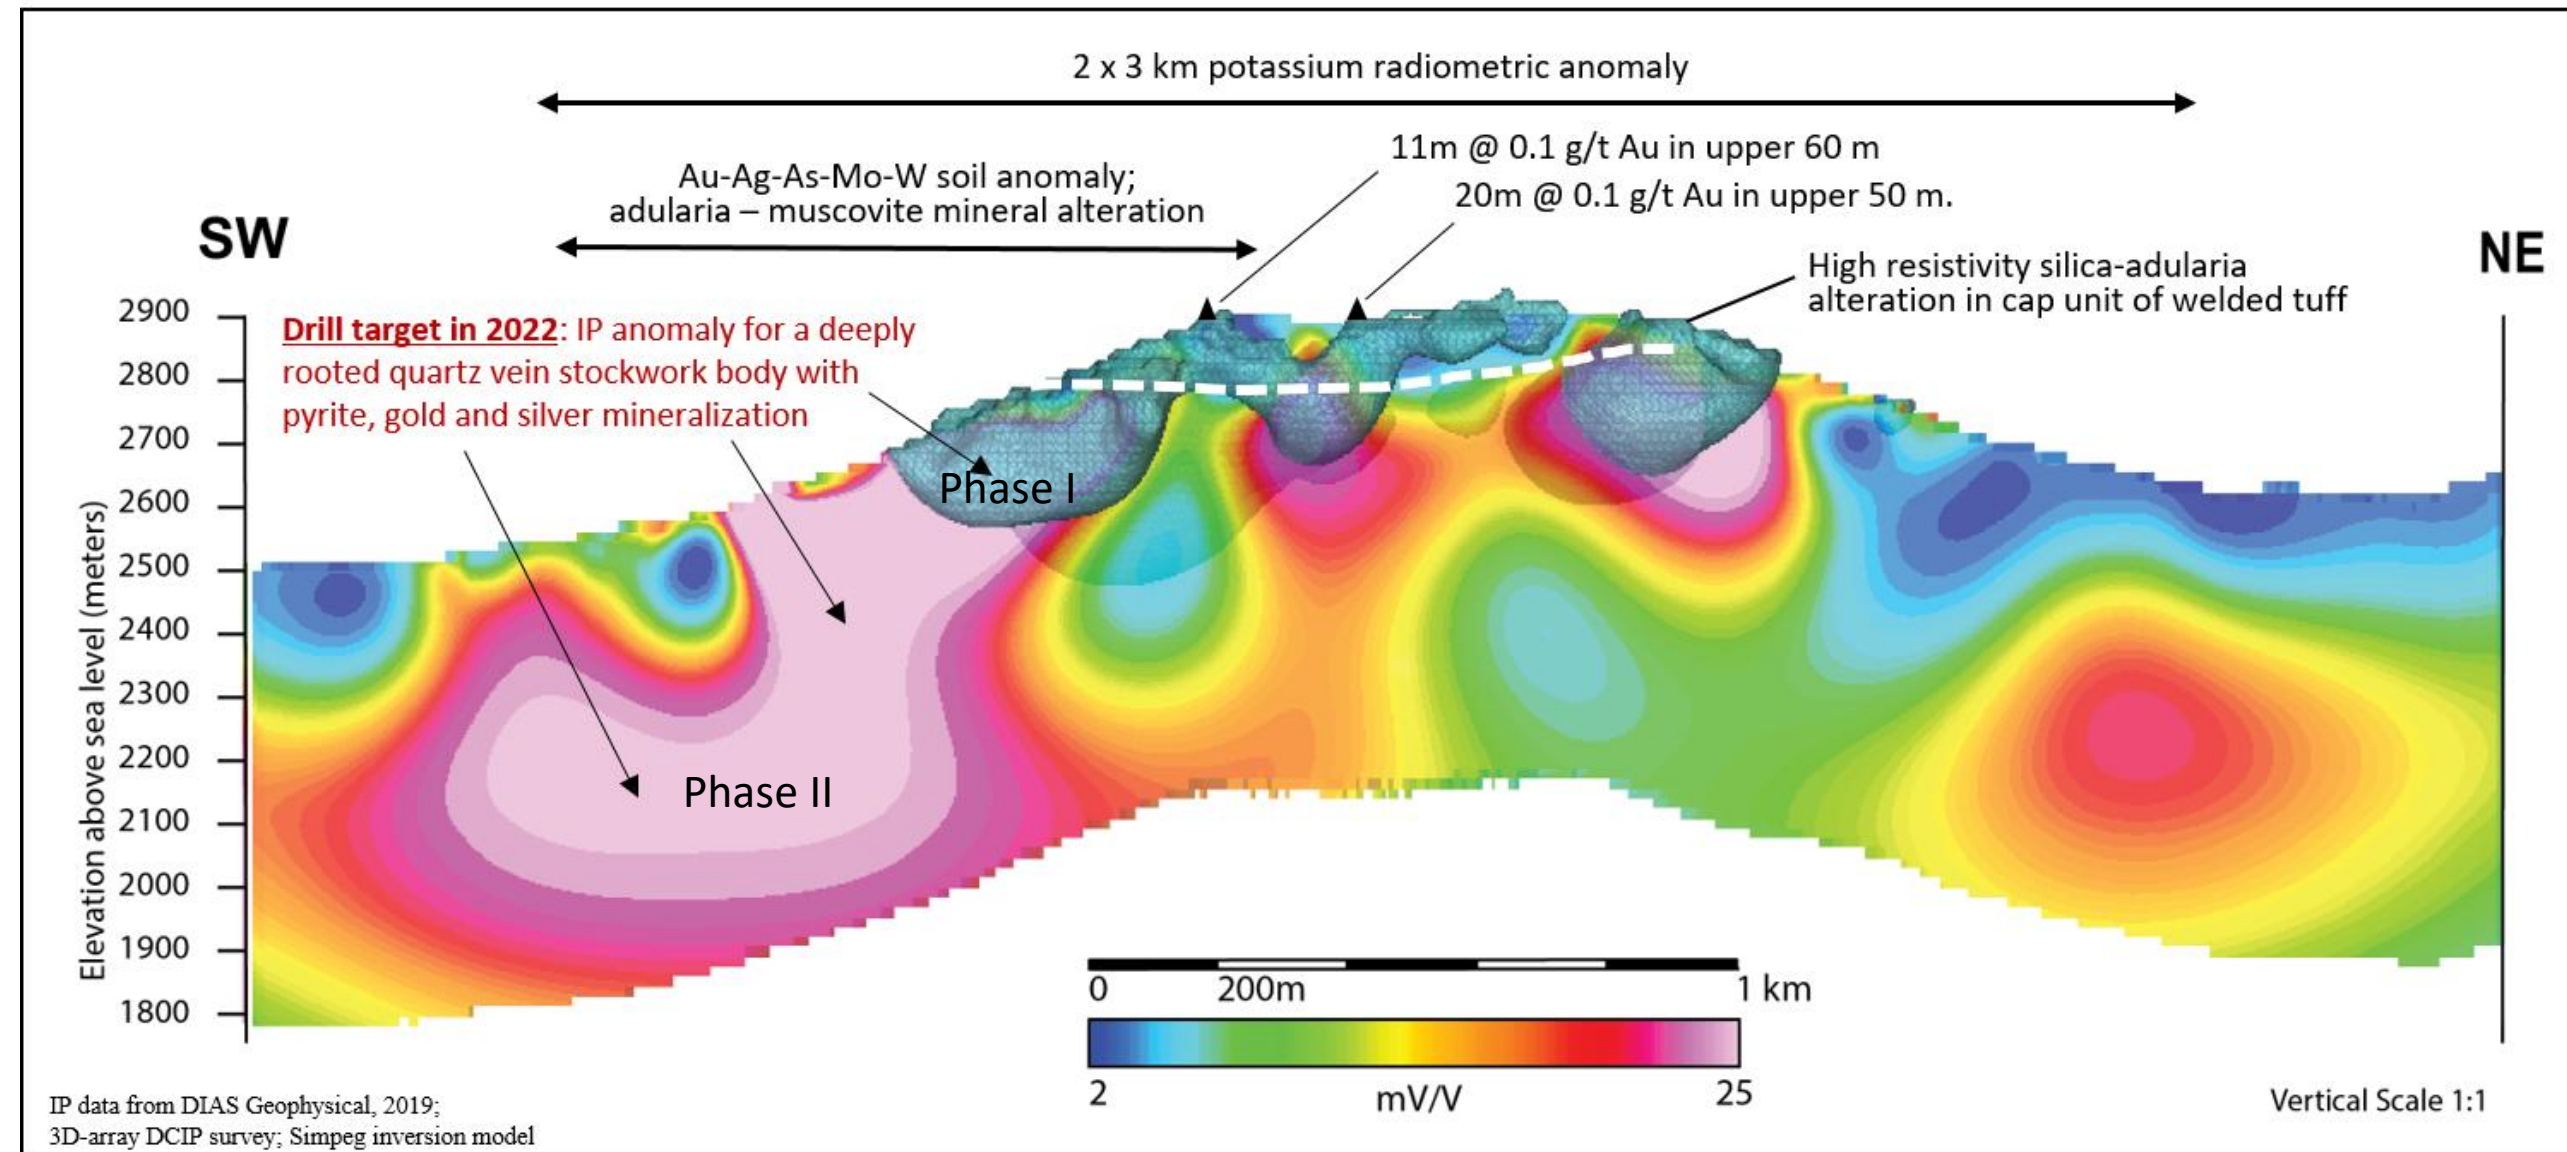 2 x 3 km potassium radiometric anomaly
11m @ 0.1 g/t Au in upper 60 m
Au-Ag-As-Mo-W soil anomaly;
adularia – muscovite mineral alteration
20m @ 0.1 g/t Au in upper 50 m.
SW
NE
High resistivity silica-adularia
alteration in cap unit of welded tuff
Drill target in 2022: IP anomaly for a deeply
rooted quartz vein stockwork body with
pyrite, gold and silver mineralization
Elevation above sea level (meters)
2900
2800
2700
2600
2500
2400
2300
2200
2100
2000
1900
1800
Phase I
Phase II
0 200m 1 km
2 mV/V 25
Vertical Scale 1:1
IP data from DIAS Geophysical, 2019;
3D-array DCIP survey; Simpeg inversion model